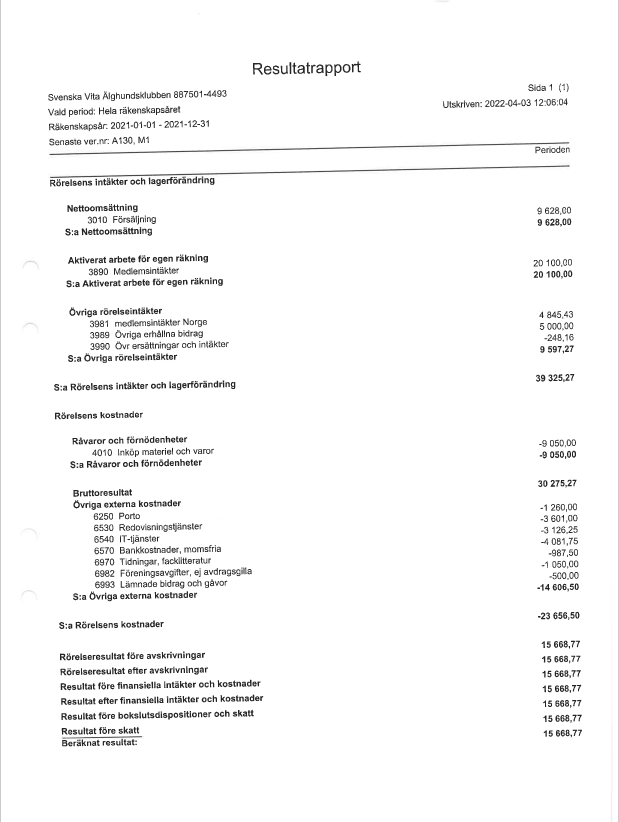 Resultatrapport
Svenska Vita Älghundsklubben 887501-4493
Sida 1 (1)
Vald period: Hela räkenskapsåret
Utskriven: 2022-04-03 12:06:04
Räkenskapsår: 2021-01-01 - 2021-12-31
Senaste ver.nr: A130, M1
Perioden
Rörelsens intäkter och lagerförändring
Nettoomsättning
3010 Försäljning 9 628,00
S:a Nettoomsättning 9 628,00
Aktiverat arbete för egen räkning
3890 Medlemsintäkter 20 100,00
S:a Aktiverat arbete för egen räkning 20 100,00
Övriga rörelseintäkter
3981 medlemsintäkter Norge 4 845,43
3989 Övriga erhållna bidrag 5 000,00
3990 Övr ersättningar och intäkter -248,16
S:a Övriga rörelseintäkter 9 597,27
S:a Rörelsens intäkter och lagerförändring 39 325,27
Rörelsens kostnader
Råvaror och förnödenheter
4010 Inköp materiel och varor -9 050,00
S:a Råvaror och förnödenheter -9 050,00
Bruttoresultat 30 275,27
Övriga externa kostnader
6250 Porto -1 260,00
6530 Redovisningstjänster -3 601,00
6540 IT-tjänster -3 126,25
6570 Bankkostnader, momsfria -4 081,75
6970 Tidningar, facklitteratur -987,50
6982 Föreningsavgifter, ej avdragsgilla -1 050,00
6993 Lämnade bidrag och gåvor -500,00
S:a Övriga externa kostnader -14 606,50
S:a Rörelsens kostnader -23 656,50
Rörelseresultat före avskrivningar 15 668,77
Rörelseresultat efter avskrivningar 15 668,77
Resultat före finansiella intäkter och kostnader 15 668,77
Resultat efter finansiella intäkter och kostnader 15 668,77
Resultat före bokslutsdispositioner och skatt 15 668,77
Resultat före skatt 15 668,77
Beräknat resultat: 15 668,77